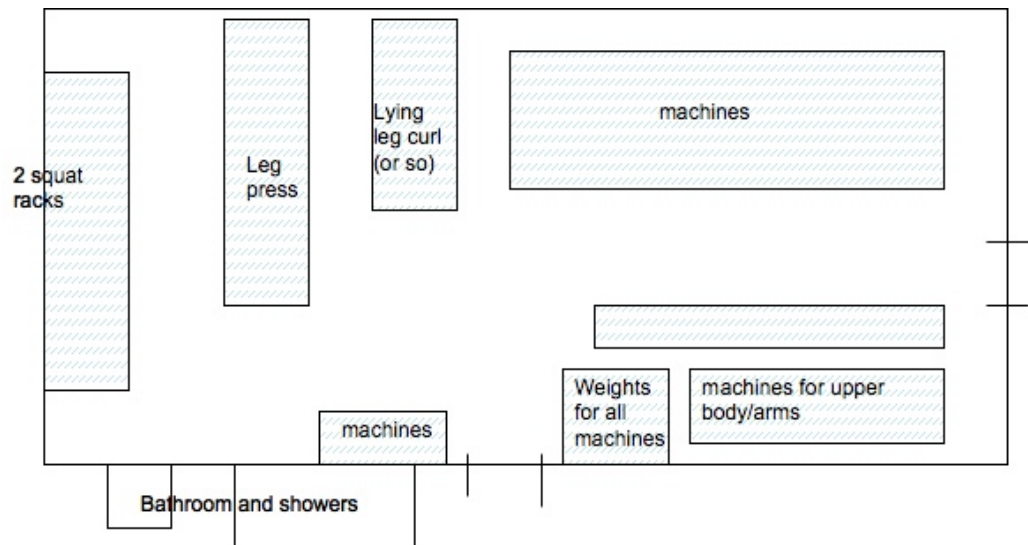 machines
Lying
leg curl
(or so)
Leg
press
2 squat
racks
Weights
for all
machines
machines for upper
body/arms
machines
Bathroom and showers